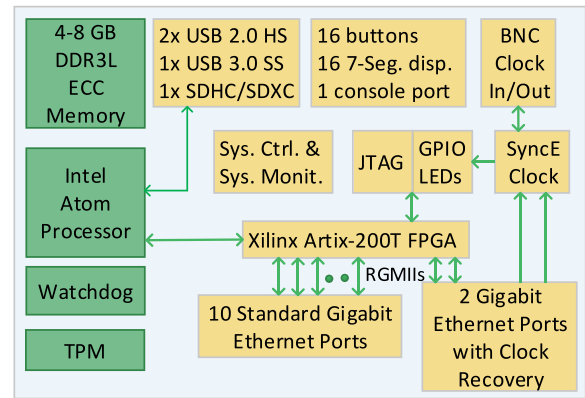 4-8 GB
DDR3L
ECC
Memory
2x USB 2.0 HS
1x USB 3.0 SS
1x SDHC/SDXC
16 buttons
16 7-Seg. disp.
1 console port
BNC
Clock
In/Out
Intel
Atom
Processor
Sys. Ctrl. &
Sys. Monit.
JTAG
GPIO
LEDs
SyncE
Clock
Xilinx Artix-200T FPGA
RGMIIs
Watchdog
10 Standard Gigabit
Ethernet Ports
2 Gigabit
Ethernet Ports
with Clock
Recovery
TPM